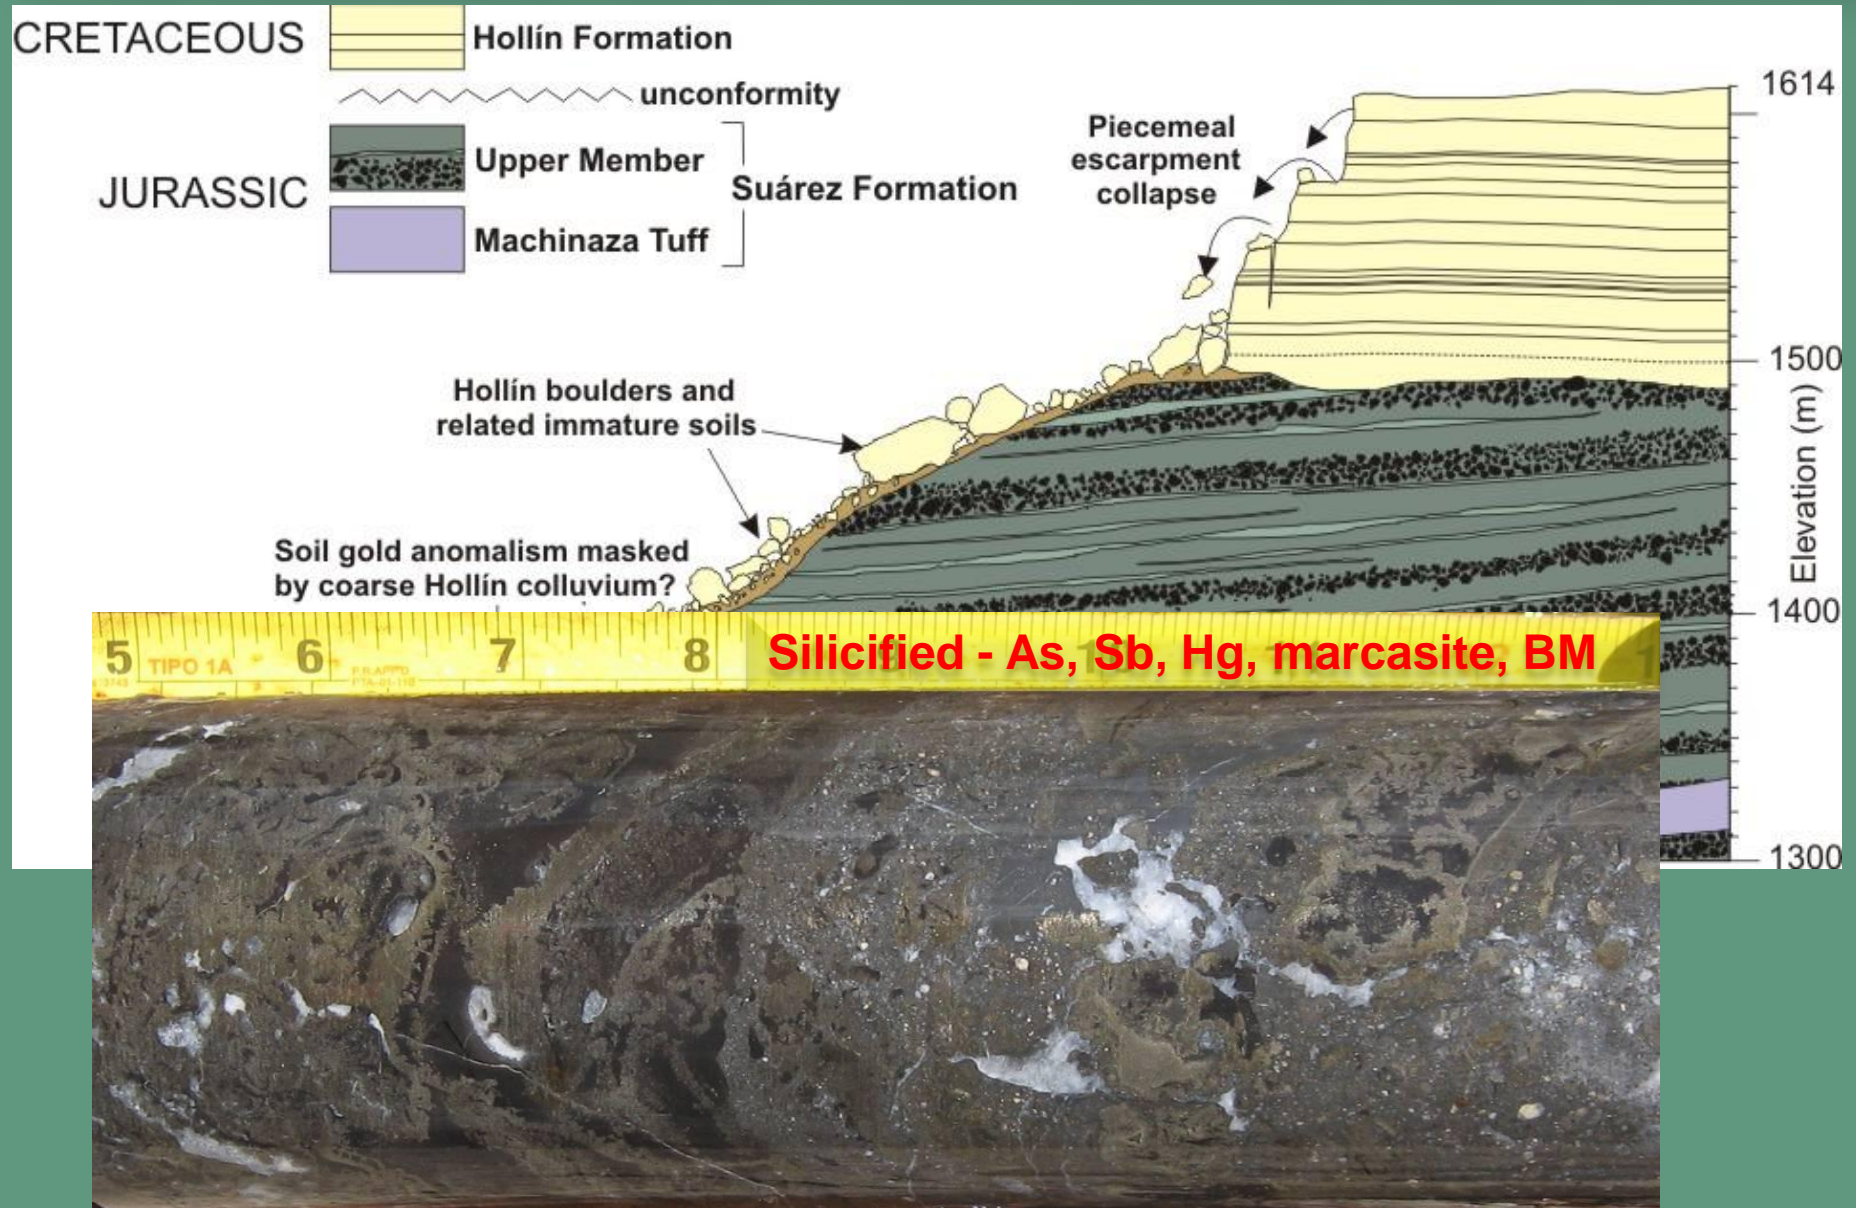 CRETACEOUS
Hollín Formation
unconformity
JURASSIC
Upper Member
Machinaza Tuff
Suárez Formation
Piecemeal
escarpment
collapse
1614
1500
1400
1300
Elevation (m)
Hollín boulders and
related immature soils
Soil gold anomalism masked
by coarse Hollín colluvium?
5 TIPO 1A 6 7 8
Silicified - As, Sb, Hg, marcasite, BM